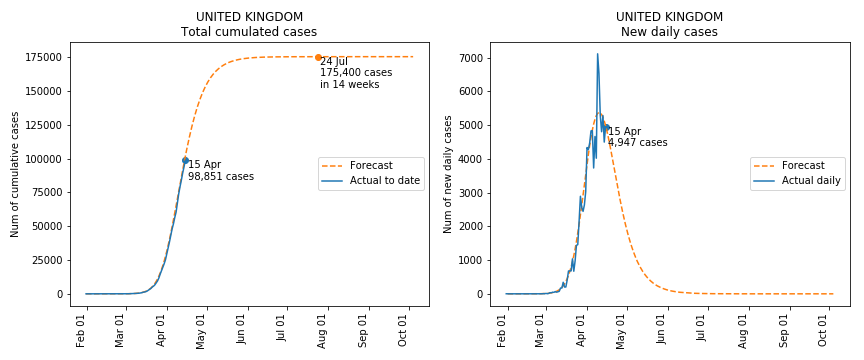 UNITED KINGDOM
Total cumulated cases
Num of cumulative cases
175000
150000
125000
100000
75000
50000
25000
0
24 Jul
175,400 cases
in 14 weeks
15 Apr
98,851 cases
Forecast
Actual to date
Feb 01
Mar 01
Apr 01
May 01
Jun 01
Jul 01
Aug 01
Sep 01
Oct 01
UNITED KINGDOM
New daily cases
Num of new daily cases
7000
6000
5000
4000
3000
2000
1000
0
15 Apr
4,947 cases
Forecast
Actual daily
Feb 01
Mar 01
Apr 01
May 01
Jun 01
Jul 01
Aug 01
Sep 01
Oct 01